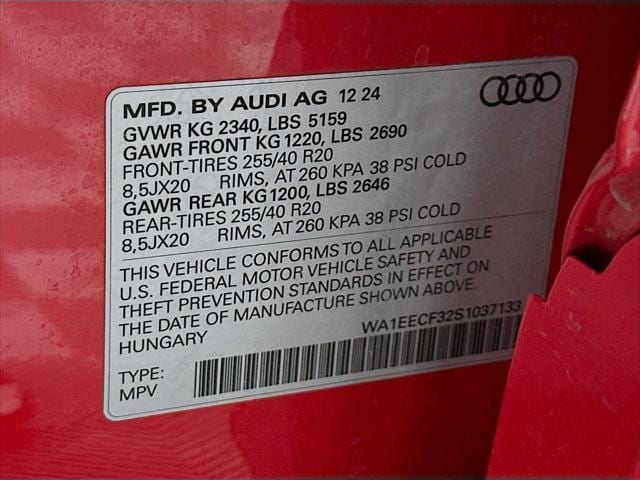 MFD. BY AUDI AG 12 24
GVWR KG 2340, LBS 5159
GAWR FRONT KG 1220, LBS 2690
FRONT-TIRES 255/40 R20
8,5JX20 RIMS, AT 260 KPA 38 PSI COLD
GAWR REAR KG 1200, LBS 2646
REAR-TIRES 255/40 R20
8,5JX20 RIMS, AT 260 KPA 38 PSI COLD
THIS VEHICLE CONFORMS TO ALL APPLICABLE
U.S. FEDERAL MOTOR VEHICLE SAFETY AND
THEFT PREVENTION STANDARDS IN EFFECT ON
THE DATE OF MANUFACTURE SHOWN ABOVE.
HUNGARY
WA1EECF32S1037133
TYPE:
MPV